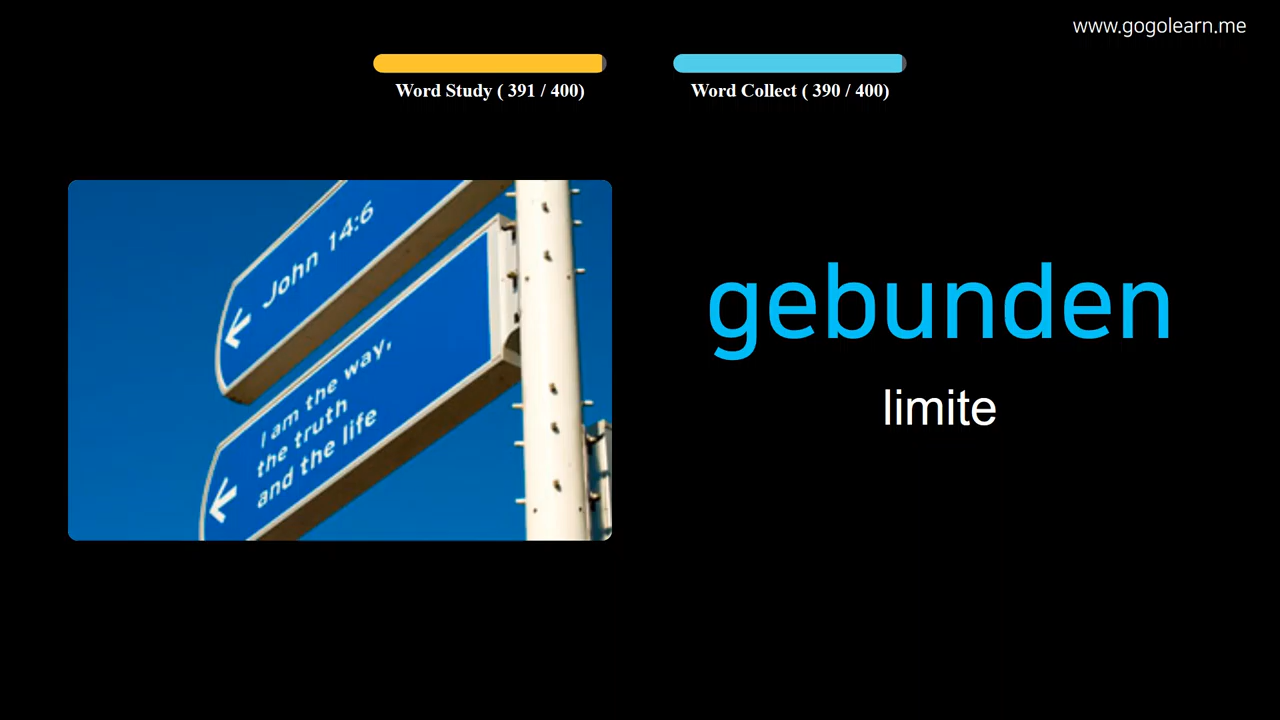 www.gogolearn.me
Word Study ( 391 / 400)
Word Collect ( 390 / 400)
John 14:6
I am the way,
the truth
and the life
gebunden
limite